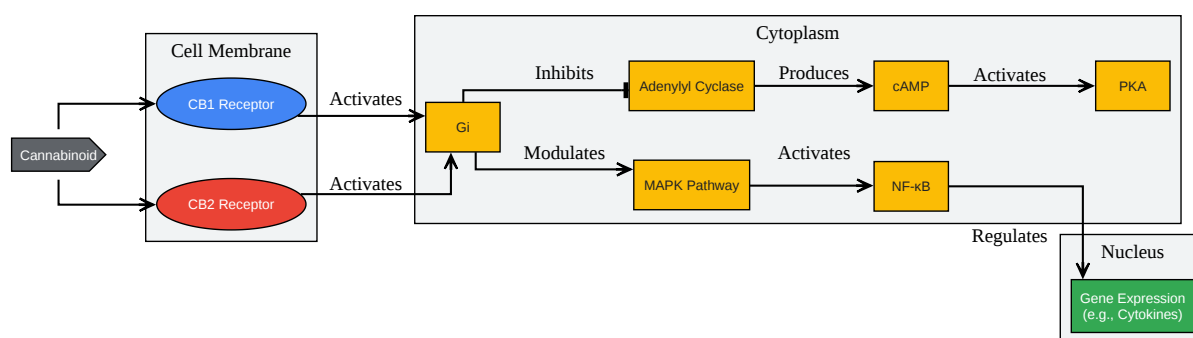 Cytoplasm
Cell Membrane
Inhibits
Produces
Activates
Adenylyl Cyclase
cAMP
PKA
CB1 Receptor
Activates
Gi
Cannabinoid
Modulates
Activates
CB2 Receptor
Activates
MAPK Pathway
NF-κB
Regulates
Nucleus
Gene Expression
(e.g., Cytokines)